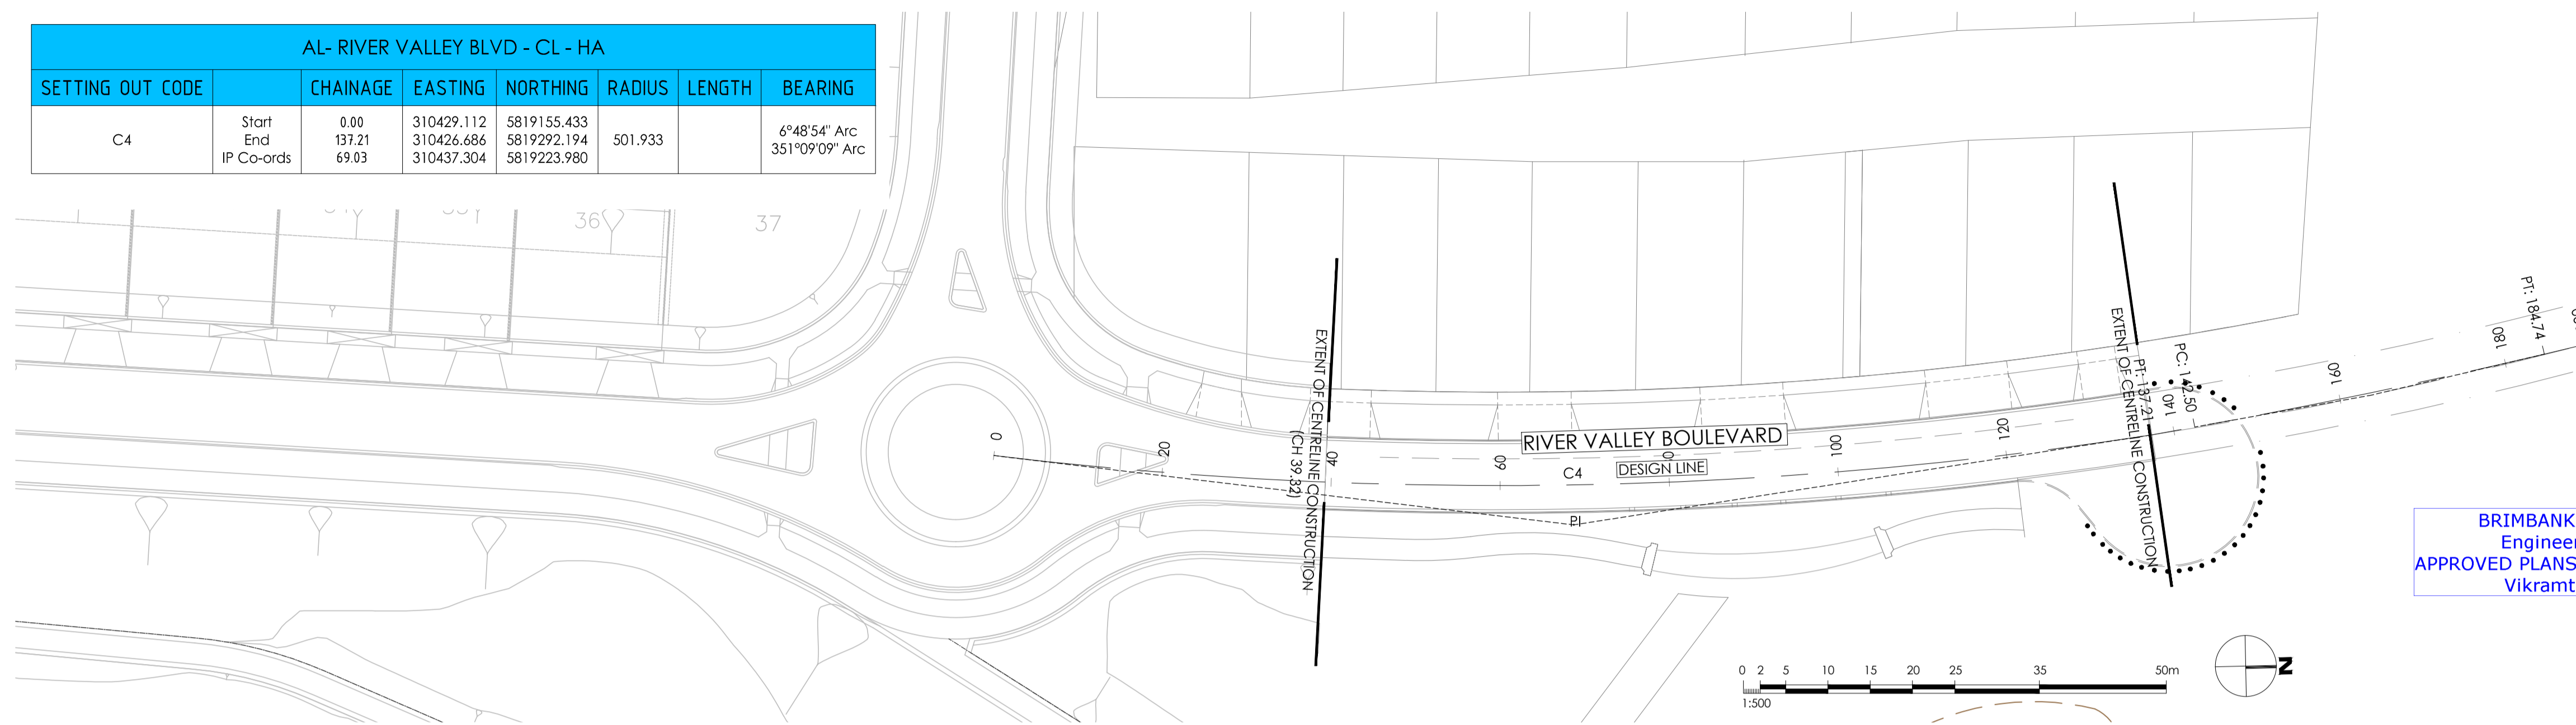 AL- RIVER VALLEY BLVD - CL - HA
SETTING OUT CODE CHAINAGE EASTING NORTHING RADIUS LENGTH BEARING
C4
Start 0.00 310429.112 5819155.433
End 137.21 310426.686 5819292.194
IP Co-ords 69.03 310437.304 5819223.980
501.933
6°48'54" Arc
351°09'09" Arc
36
37
EXTENT OF CENTRELINE CONSTRUCTION
(CH 39.32)
0
20
40
60
RIVER VALLEY BOULEVARD
C4
DESIGN LINE
PI
100
120
EXTENT OF CENTRELINE CONSTRUCTION
PT: 137.21
140
PC: 142.50
160
180
PT: 184.74
BRIMBANK
Engineer
APPROVED PLANS
Vikramt
0 2 5 10 15 20 25 35 50m
1:500
N